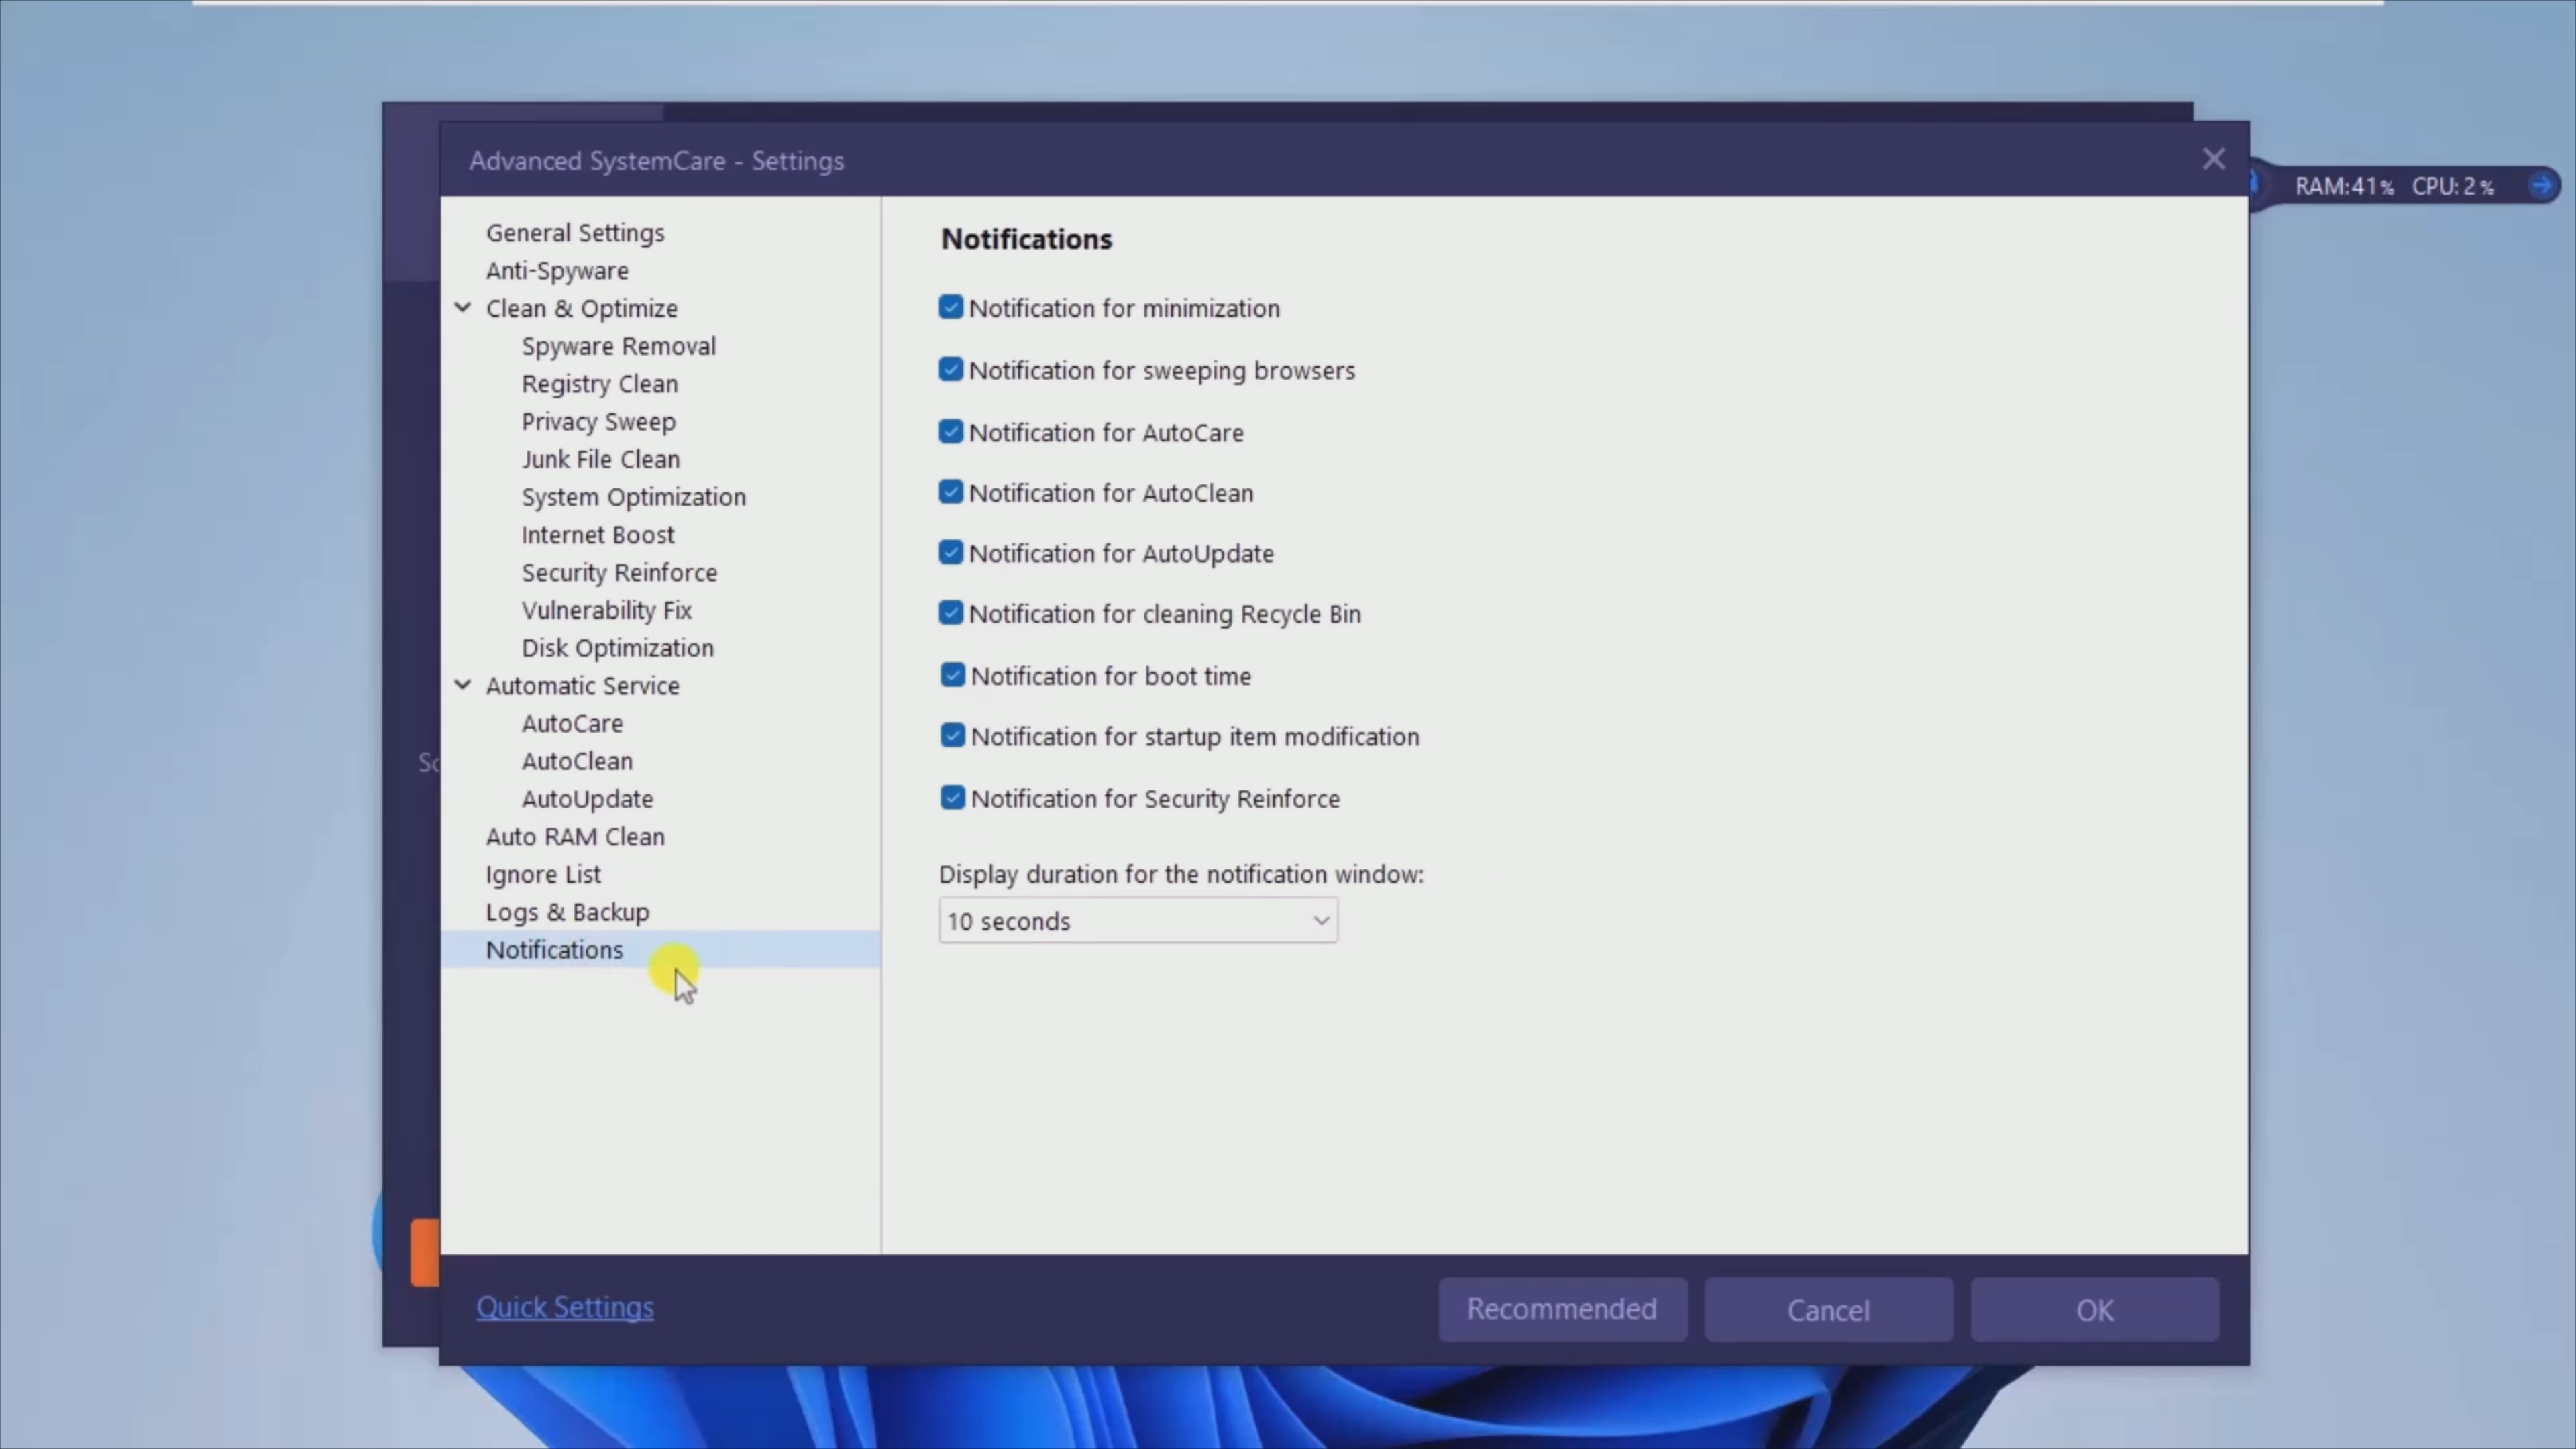 Advanced SystemCare - Settings
RAM:41% CPU: 2%
General Settings
Anti-Spyware
Clean & Optimize
Spyware Removal
Registry Clean
Privacy Sweep
Junk File Clean
System Optimization
Internet Boost
Security Reinforce
Vulnerability Fix
Disk Optimization
Automatic Service
AutoCare
AutoClean
AutoUpdate
Auto RAM Clean
Ignore List
Logs & Backup
Notifications
Notifications
Notification for minimization
Notification for sweeping browsers
Notification for AutoCare
Notification for AutoClean
Notification for AutoUpdate
Notification for cleaning Recycle Bin
Notification for boot time
Notification for startup item modification
Notification for Security Reinforce
Display duration for the notification window:
10 seconds
Quick Settings
Recommended
Cancel
OK